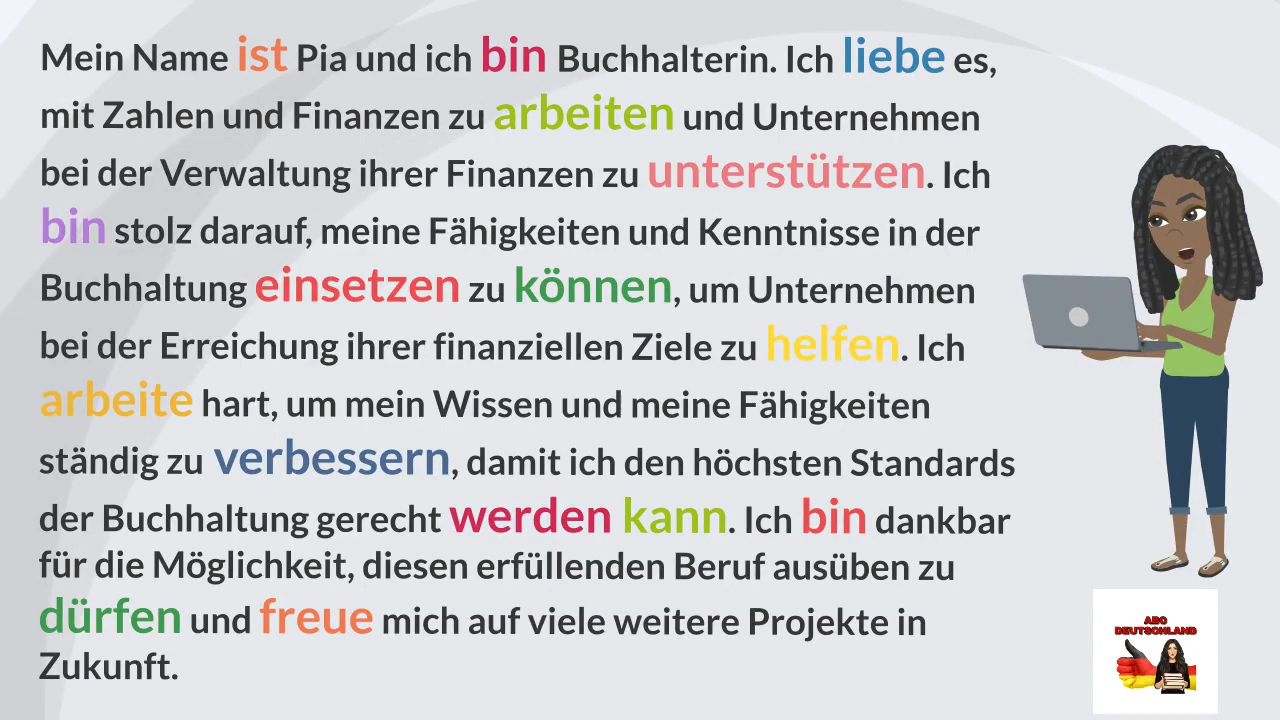 Mein Name ist Pia und ich bin Buchhalterin. Ich liebe es,
mit Zahlen und Finanzen zu arbeiten und Unternehmen
bei der Verwaltung ihrer Finanzen zu unterstützen. Ich
bin stolz darauf, meine Fähigkeiten und Kenntnisse in der
Buchhaltung einsetzen zu können, um Unternehmen
bei der Erreichung ihrer finanziellen Ziele zu helfen. Ich
arbeite hart, um mein Wissen und meine Fähigkeiten
ständig zu verbessern, damit ich den höchsten Standards
der Buchhaltung gerecht werden kann. Ich bin dankbar
für die Möglichkeit, diesen erfüllenden Beruf ausüben zu
dürfen und freue mich auf viele weitere Projekte in
Zukunft.
ABO
DEUTSCHLAND